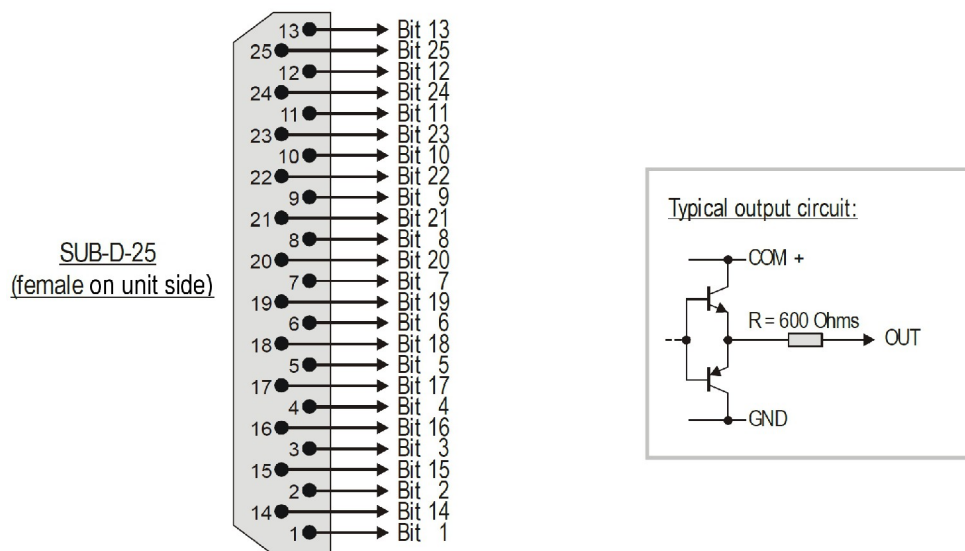 13 Bit 13
25 Bit 25
12 Bit 12
24 Bit 24
11 Bit 11
23 Bit 23
10 Bit 10
22 Bit 22
9 Bit 9
21 Bit 21
8 Bit 8
20 Bit 20
7 Bit 7
19 Bit 19
6 Bit 6
18 Bit 18
5 Bit 5
17 Bit 17
4 Bit 4
16 Bit 16
3 Bit 3
15 Bit 15
2 Bit 2
14 Bit 14
1 Bit 1
SUB-D-25
(female on unit side)
Typical output circuit:
COM +
R = 600 Ohms
OUT
GND